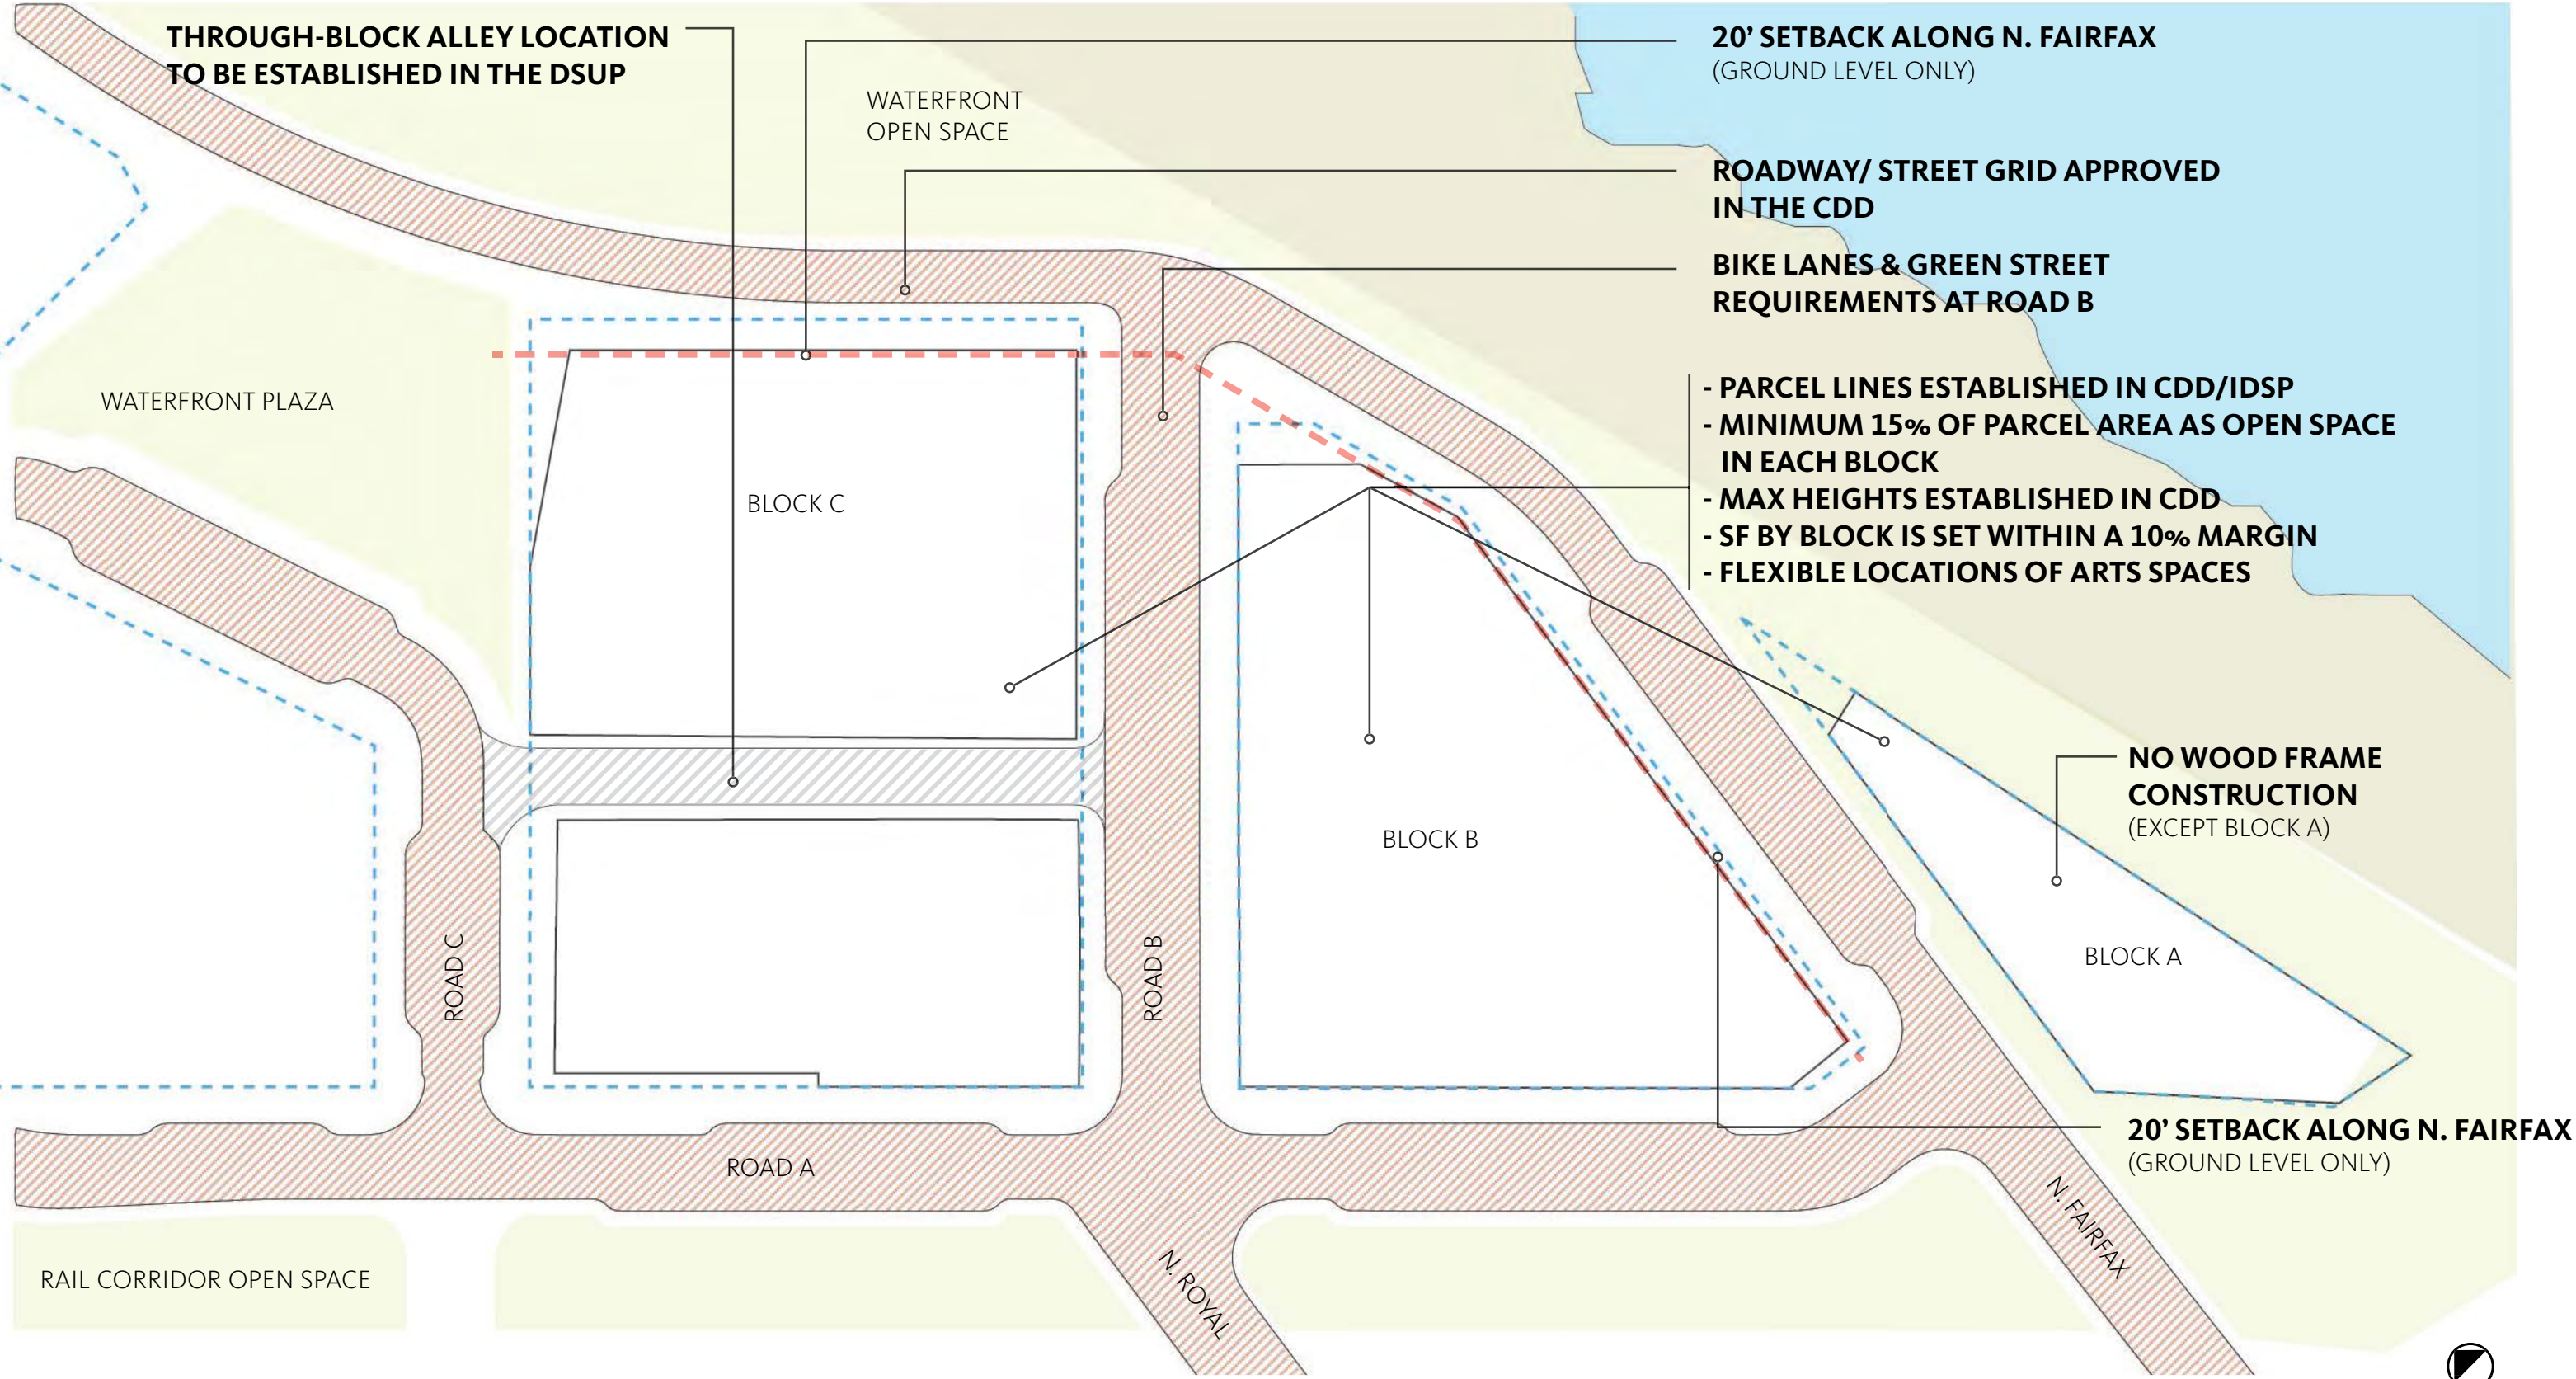 THROUGH-BLOCK ALLEY LOCATION
TO BE ESTABLISHED IN THE DSUP
20’ SETBACK ALONG N. FAIRFAX
(GROUND LEVEL ONLY)
WATERFRONT
OPEN SPACE
ROADWAY/ STREET GRID APPROVED
IN THE CDD
BIKE LANES & GREEN STREET
REQUIREMENTS AT ROAD B
- PARCEL LINES ESTABLISHED IN CDD/IDSP
- MINIMUM 15% OF PARCEL AREA AS OPEN SPACE
IN EACH BLOCK
- MAX HEIGHTS ESTABLISHED IN CDD
- SF BY BLOCK IS SET WITHIN A 10% MARGIN
- FLEXIBLE LOCATIONS OF ARTS SPACES
WATERFRONT PLAZA
BLOCK C
NO WOOD FRAME
CONSTRUCTION
(EXCEPT BLOCK A)
BLOCK B
BLOCK A
ROAD C
ROAD B
20’ SETBACK ALONG N. FAIRFAX
(GROUND LEVEL ONLY)
ROAD A
N. FAIRFAX
N. ROYAL
RAIL CORRIDOR OPEN SPACE